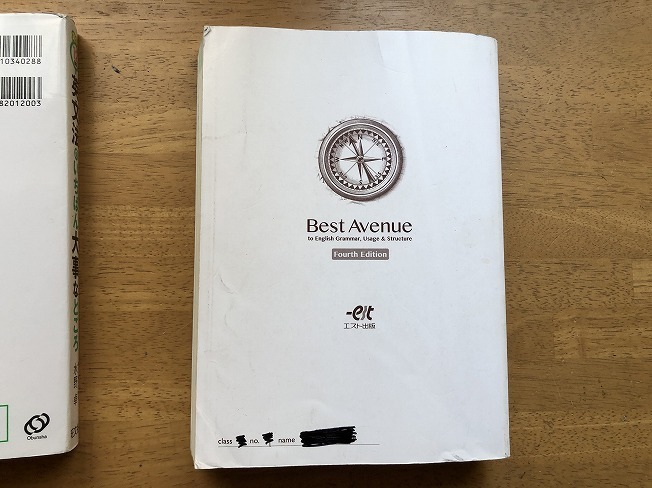 10340288
82012003
Obunsha
Best Avenue
to English Grammar, Usage & Structure
Fourth Edition
-est
エスト出版
class no. name